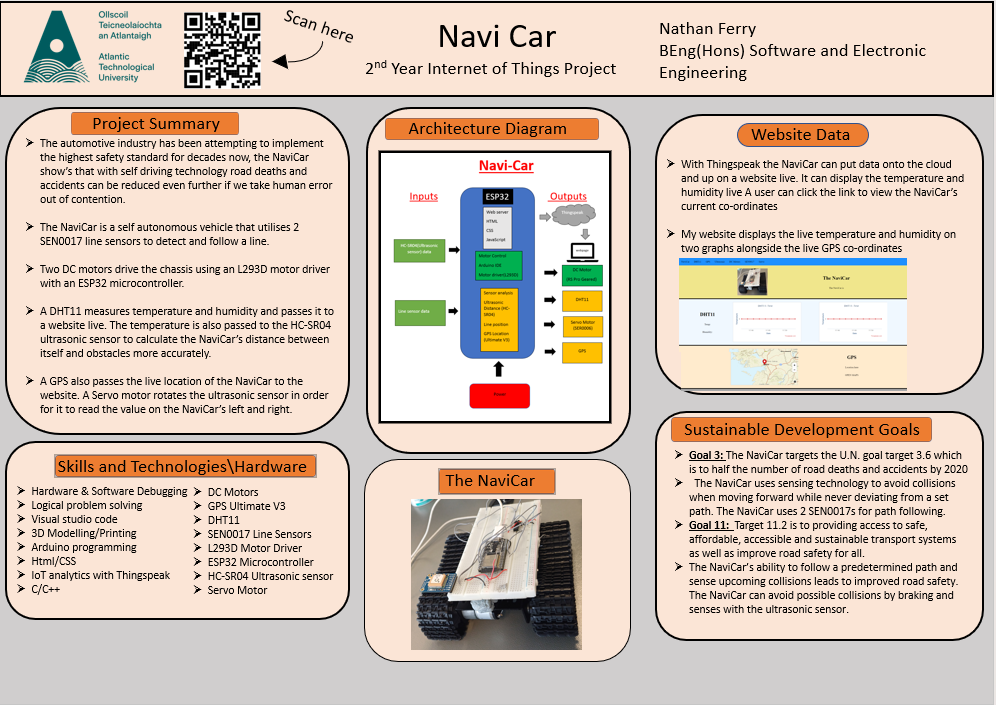 Ollscoil
Teicneolaíochta
an Atlantaigh
Atlantic
Technological
University
Scan here
Navi Car
2nd Year Internet of Things Project
Nathan Ferry
BEng(Hons) Software and Electronic
Engineering
Project Summary
➢ The automotive industry has been attempting to implement
the highest safety standard for decades now, the NaviCar
show's that with self driving technology road deaths and
accidents can be reduced even further if we take human error
out of contention.
➢ The NaviCar is a self autonomous vehicle that utilises 2
SEN0017 line sensors to detect and follow a line.
➢ Two DC motors drive the chassis using an L293D motor driver
with an ESP32 microcontroller.
➢ A DHT11 measures temperature and humidity and passes it to
a website live. The temperature is also passed to the HC-SR04
ultrasonic sensor to calculate the NaviCar's distance between
itself and obstacles more accurately.
➢ A GPS also passes the live location of the NaviCar to the
website. A Servo motor rotates the ultrasonic sensor in order
for it to read the value on the NaviCar's left and right.
Skills and Technologies\Hardware
➢ Hardware & Software Debugging
➢ Logical problem solving
➢ Visual studio code
➢ 3D Modelling/Printing
➢ Arduino programming
➢ Html/CSS
➢ IoT analytics with Thingspeak
➢ C/C++
➢ DC Motors
➢ GPS Ultimate V3
➢ DHT11
➢ SEN0017 Line Sensors
➢ L293D Motor Driver
➢ ESP32 Microcontroller
➢ HC-SR04 Ultrasonic sensor
➢ Servo Motor
Architecture Diagram
Navi-Car
Inputs
ESP32
Outputs
Web server
HTML
CSS
JavaScript
Thingspeak
Motor Control
Arduino IDE
Motor driver(L293D)
DC Motor
Line sensor data
Sensor analysis
Ultrasonic
Distance (HC-
SR04)
Line position
GPS Location
(Ultimate V3)
DHT11
Servo Motor
(SEN0006)
GPS
Power
The NaviCar
Website Data
➢ With Thingspeak the NaviCar can put data onto the cloud
and up on a website live. It can display the temperature and
humidity live A user can click the link to view the NaviCar's
current co-ordinates
➢ My website displays the live temperature and humidity on
two graphs alongside the live GPS co-ordinates
The NaviCar
DHT11
GPS
Sustainable Development Goals
➢ Goal 3: The NaviCar targets the U.N. goal target 3.6 which
is to half the number of road deaths and accidents by 2020
➢ The NaviCar uses sensing technology to avoid collisions
when moving forward while never deviating from a set
path. The NaviCar uses 2 SEN0017s for path following.
➢ Goal 11: Target 11.2 is to providing access to safe,
affordable, accessible and sustainable transport systems
as well as improve road safety for all.
➢ The NaviCar's ability to follow a predetermined path and
sense upcoming collisions leads to improved road safety.
The NaviCar can avoid possible collisions by braking and
senses with the ultrasonic sensor.